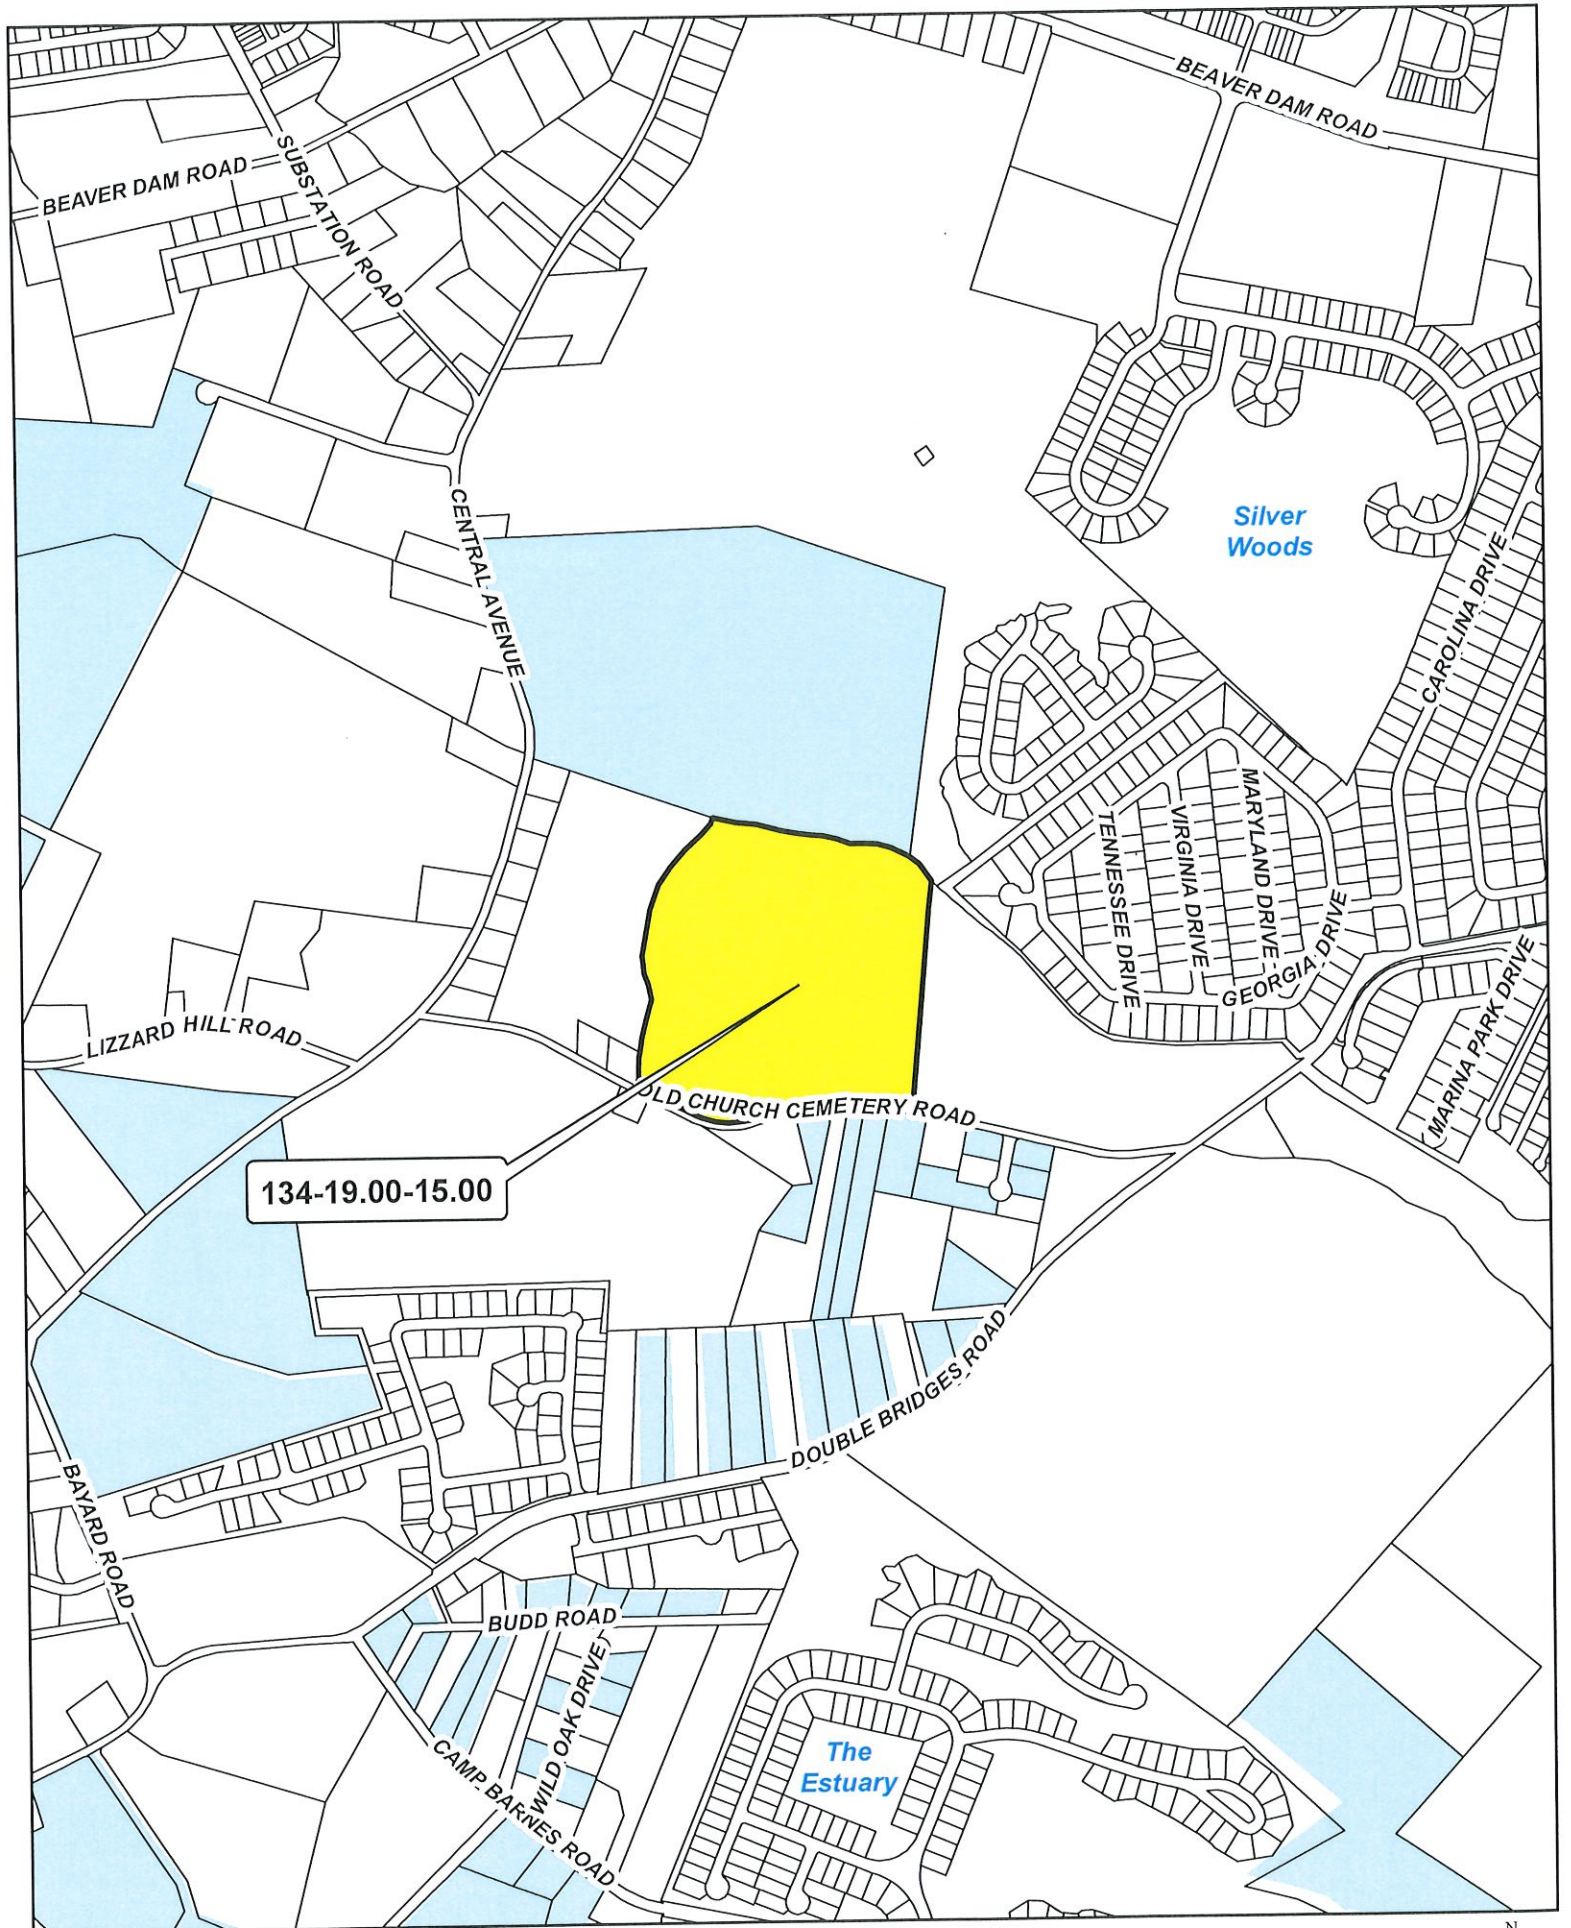 BEAVER DAM ROAD
BEAVER DAM ROAD
SUBSTATION ROAD
CENTRAL AVENUE
Silver
Woods
CAROLINA DRIVE
TENNESSEE DRIVE
VIRGINIA DRIVE
MARYLAND DRIVE
GEORGIA DRIVE
MARINA PARK DRIVE
LIZZARD HILL ROAD
OLD CHURCH CEMETERY ROAD
134-19.00-15.00
DOUBLE BRIDGES ROAD
BAYARD ROAD
BUDD ROAD
WILD OAK DRIVE
CAMP BARNES ROAD
The
Estuary
N